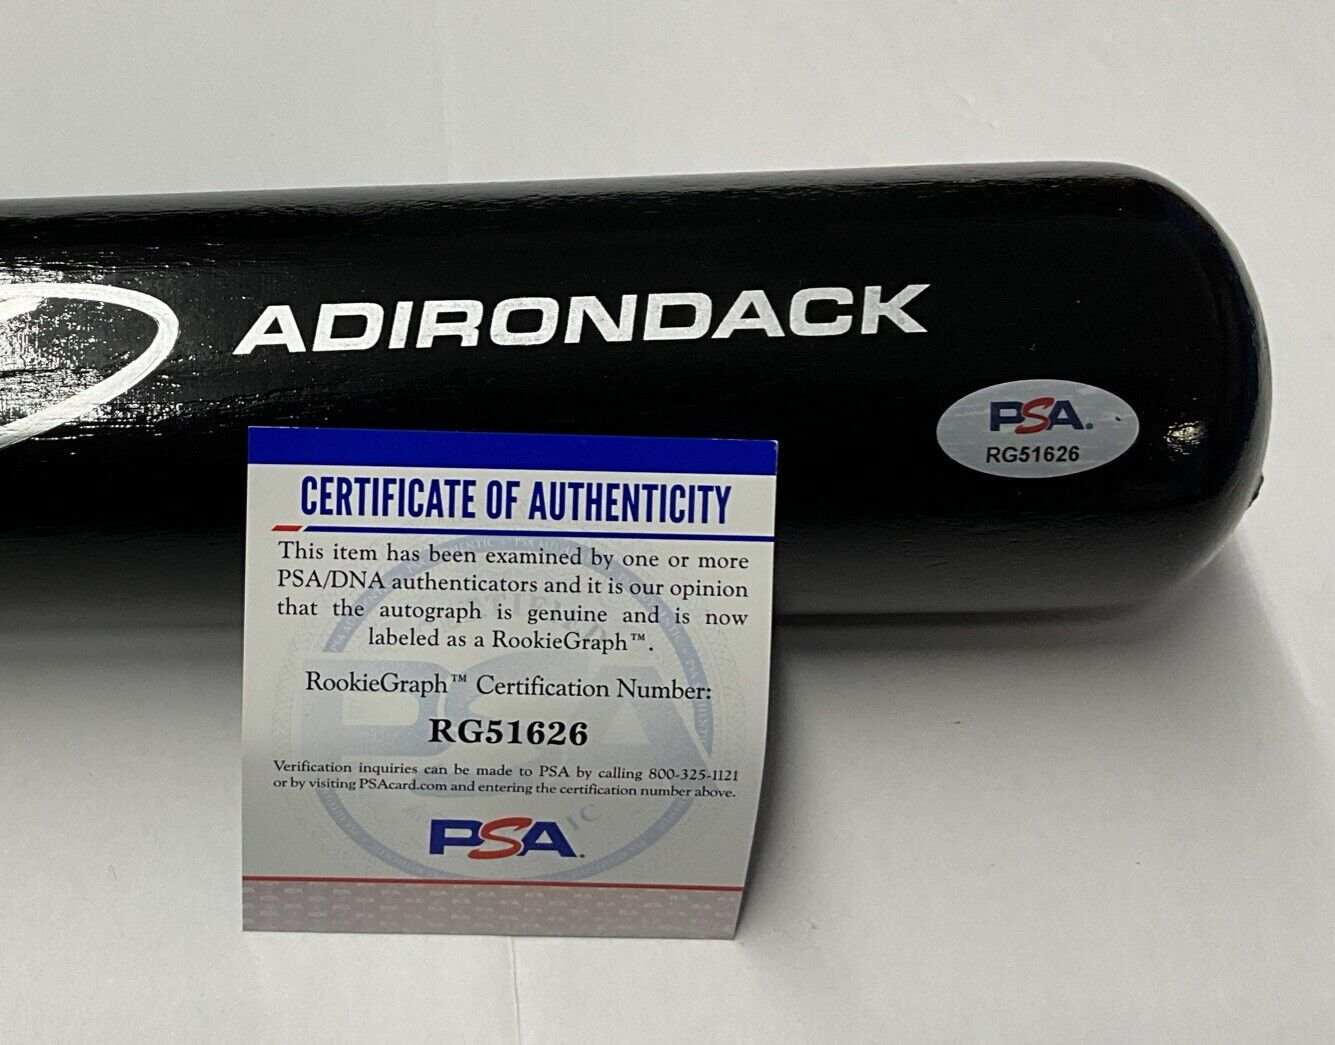 ADIRONDACK
PSA.
RG51626
CERTIFICATE OF AUTHENTICITY
This item has been examined by one or more
PSA/DNA authenticators and it is our opinion
that the autograph is genuine and is now
labeled as a RookieGraph™.
RookieGraph™ Certification Number:
RG51626
Verification inquiries can be made to PSA by calling 800-325-1121
or by visiting PSAcard.com and entering the certification number above.
PSA.